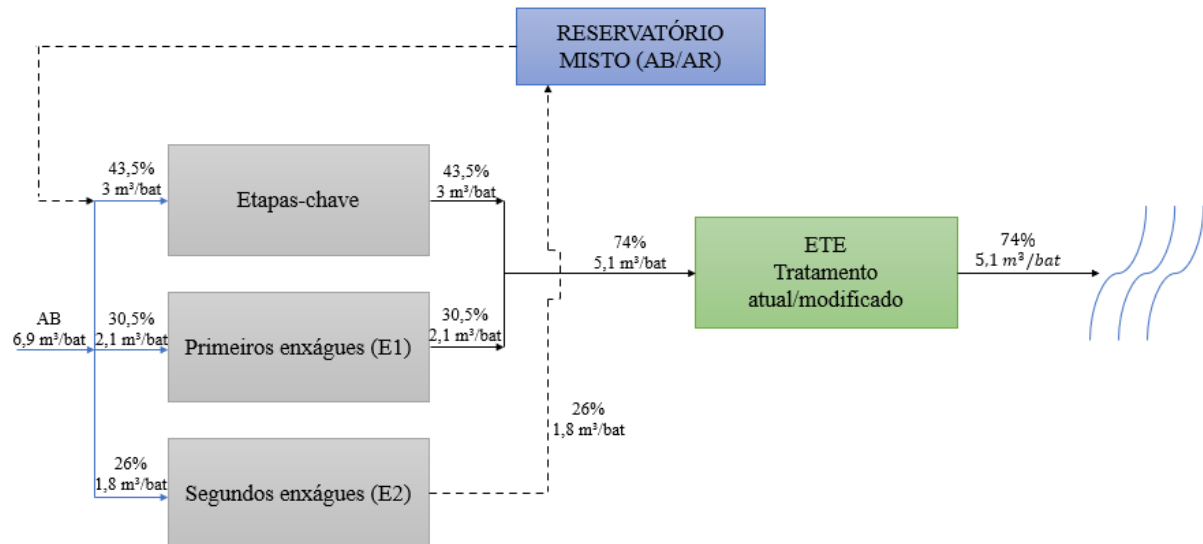 RESERVATÓRIO
MISTO (AB/AR)
43,5%
3 m³/bat
Etapas-chave
43,5%
3 m³/bat
74%
5,1 m³/bat
ETE
Tratamento
atual/modificado
74%
5,1 m³/bat
AB
6,9 m³/bat
30,5%
2,1 m³/bat
Primeiros enxágues (E1)
30,5%
2,1 m³/bat
26%
1,8 m³/bat
26%
1,8 m³/bat
Segundos enxágues (E2)